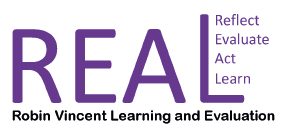 REAL
Reflect
Evaluate
Act
Learn
Robin Vincent Learning and Evaluation